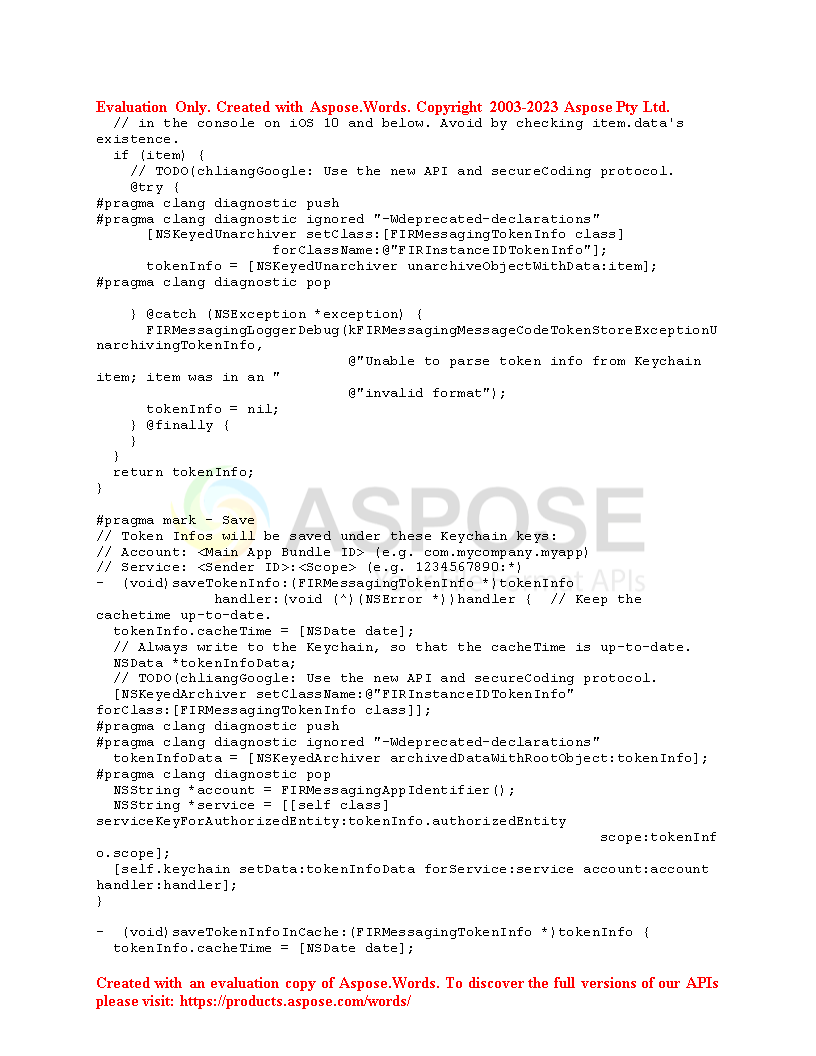 Evaluation Only. Created with Aspose.Words. Copyright 2003-2023 Aspose Pty Ltd.
  // in the console on iOS 10 and below. Avoid by checking item.data's
existence.
  if (item) {
    // TODO(chliangGoogle: Use the new API and secureCoding protocol.
    @try {
#pragma clang diagnostic push
#pragma clang diagnostic ignored "-Wdeprecated-declarations"
      [NSKeyedUnarchiver setClass:[FIRMessagingTokenInfo class]
                     forClassName:@"FIRInstanceIDTokenInfo"];
      tokenInfo = [NSKeyedUnarchiver unarchiveObjectWithData:item];
#pragma clang diagnostic pop

    } @catch (NSException *exception) {
      FIRMessagingLoggerDebug(kFIRMessagingMessageCodeTokenStoreExceptionU
narchivingTokenInfo,
                              @"Unable to parse token info from Keychain
item; item was in an "
                              @"invalid format");
      tokenInfo = nil;
    } @finally {
    }
  }
  return tokenInfo;
}

ASPOSE
#pragma mark - Save
// Token Infos will be saved under these Keychain keys:
// Account: <Main App Bundle ID> (e.g. com.mycompany.myapp)
// Service: <Sender ID>:<Scope> (e.g. 1234567890:*)
-  (void)saveTokenInfo:(FIRMessagingTokenInfo *)tokenInfo
APIs
              handler:(void (^)(NSError *))handler {  // Keep the
cachetime up-to-date.
  tokenInfo.cacheTime = [NSDate date];
  // Always write to the Keychain, so that the cacheTime is up-to-date.
  NSData *tokenInfoData;
  // TODO(chliangGoogle: Use the new API and secureCoding protocol.
  [NSKeyedArchiver setClassName:@"FIRInstanceIDTokenInfo"
forClass:[FIRMessagingTokenInfo class]];
#pragma clang diagnostic push
#pragma clang diagnostic ignored "-Wdeprecated-declarations"
  tokenInfoData = [NSKeyedArchiver archivedDataWithRootObject:tokenInfo];
#pragma clang diagnostic pop
  NSString *account = FIRMessagingAppIdentifier();
  NSString *service = [[self class]
serviceKeyForAuthorizedEntity:tokenInfo.authorizedEntity
                                                            scope:tokenInf
o.scope];
  [self.keychain setData:tokenInfoData forService:service account:account
handler:handler];
}

-  (void)saveTokenInfoInCache:(FIRMessagingTokenInfo *)tokenInfo {
  tokenInfo.cacheTime = [NSDate date];
Created with an evaluation copy of Aspose.Words. To discover the full versions of our APIs
please visit: https://products.aspose.com/words/